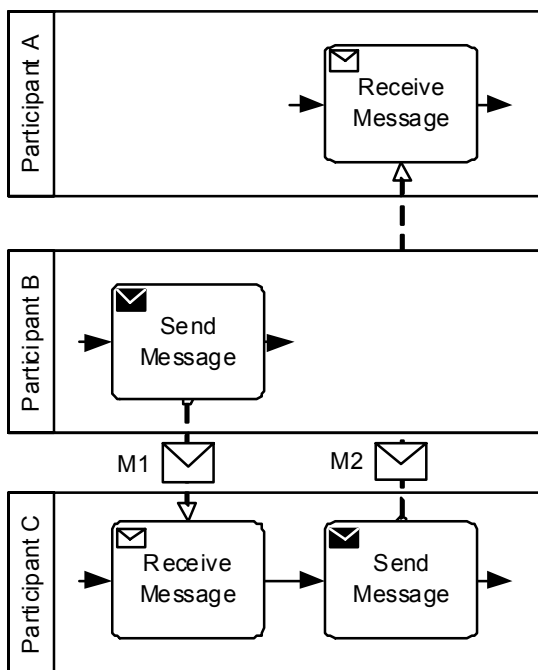 Participant A
Receive
Message
Participant B
Send
Message
M1
M2
Participant C
Receive
Message
Send
Message